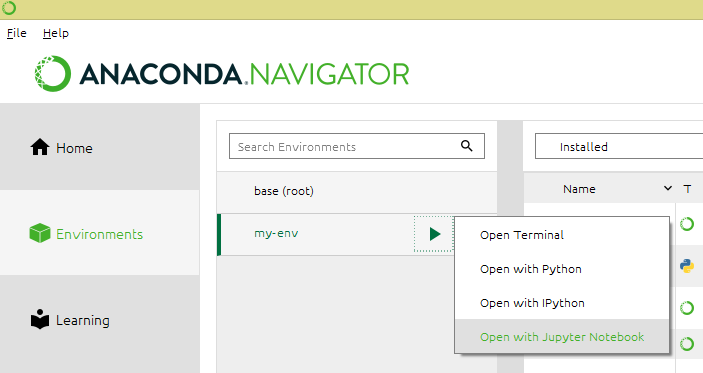 File Help
ANACONDA.NAVIGATOR
Home
Environments
Learning
Search Environments
base (root)
my-env
Open Terminal
Open with Python
Open with IPython
Open with Jupyter Notebook
Installed
Name T